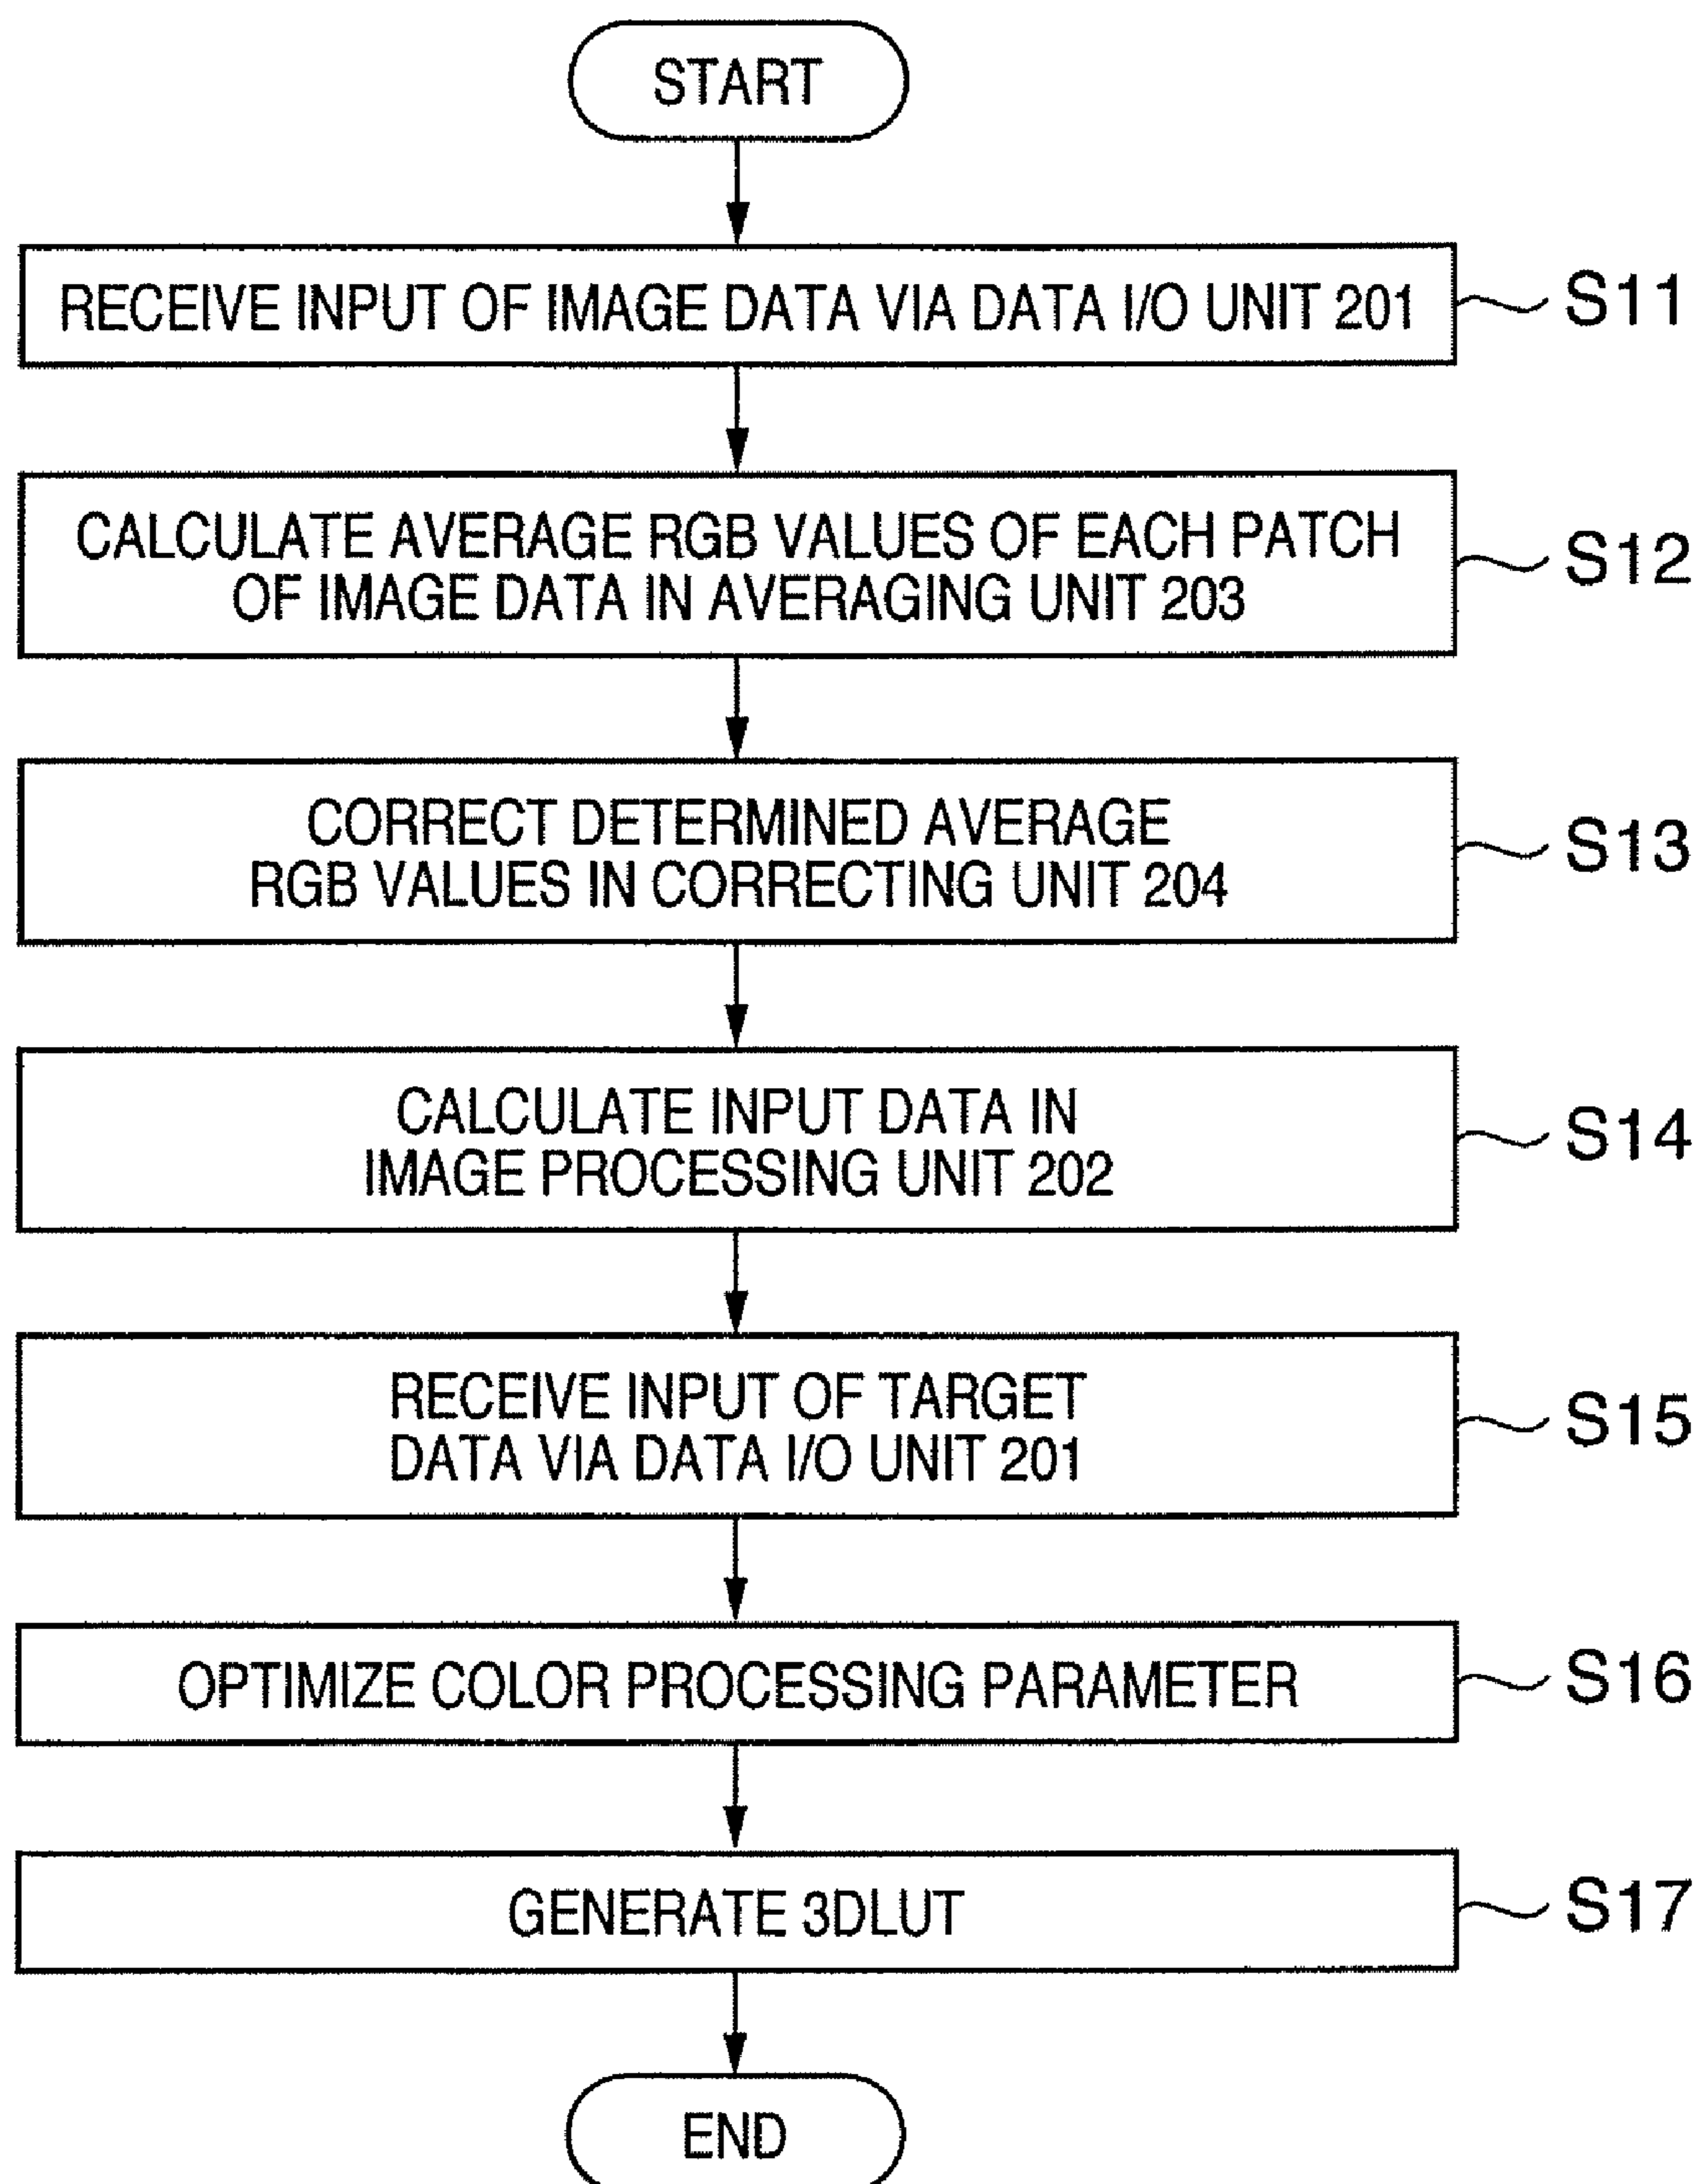 START
RECEIVE INPUT OF IMAGE DATA VIA DATA I/O UNIT 201
S11
CALCULATE AVERAGE RGB VALUES OF EACH PATCH
OF IMAGE DATA IN AVERAGING UNIT 203
S12
CORRECT DETERMINED AVERAGE
RGB VALUES IN CORRECTING UNIT 204
S13
CALCULATE INPUT DATA IN
IMAGE PROCESSING UNIT 202
S14
RECEIVE INPUT OF TARGET
DATA VIA DATA I/O UNIT 201
S15
OPTIMIZE COLOR PROCESSING PARAMETER
S16
GENERATE 3DLUT
S17
END